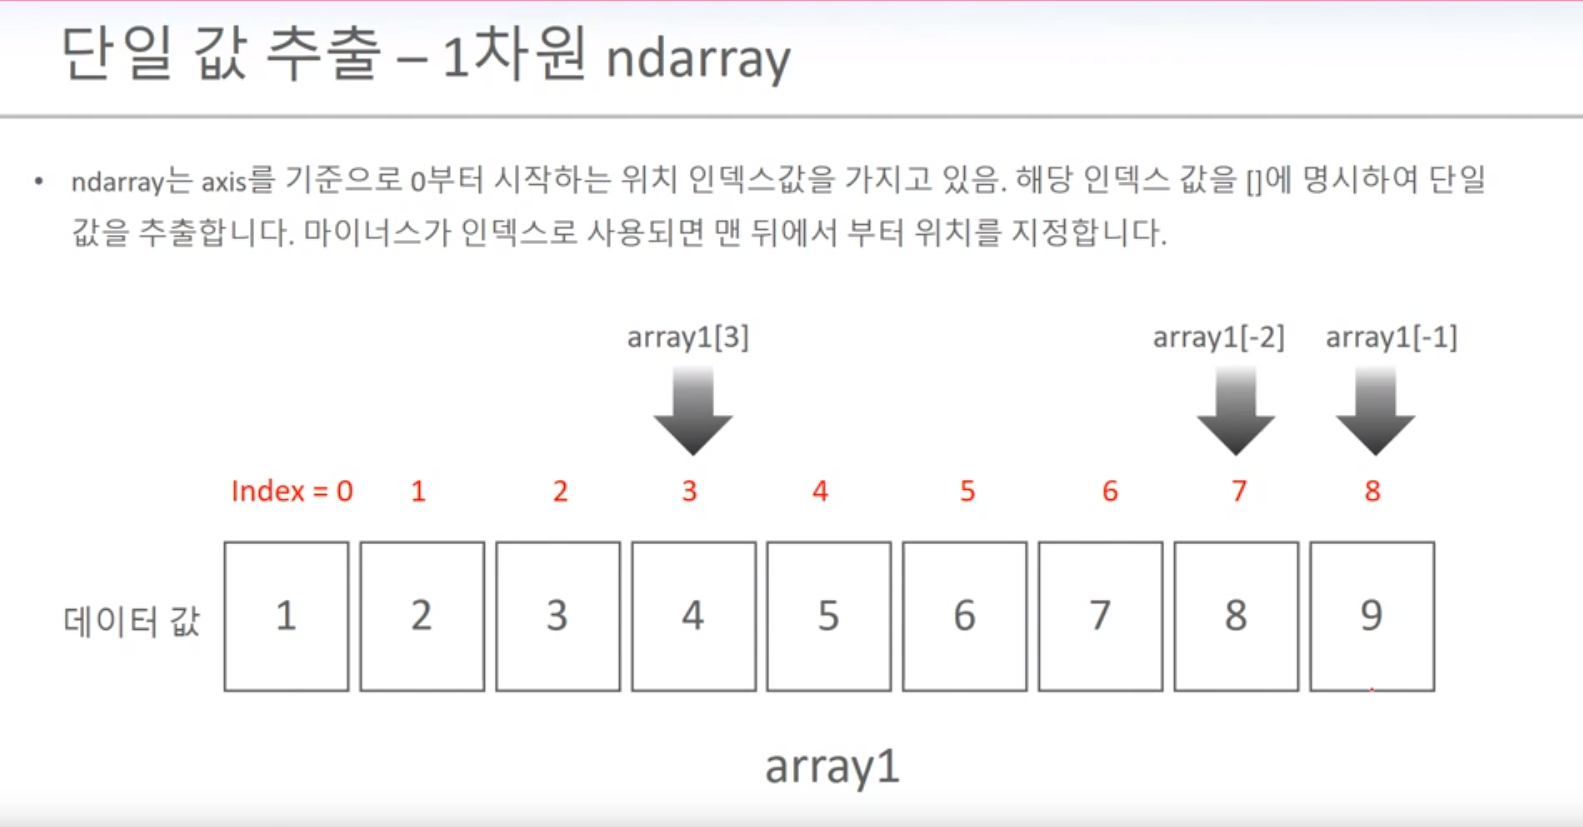 단일 값 추출 – 1차원 ndarray
• ndarray는 axis를 기준으로 0부터 시작하는 위치 인덱스값을 가지고 있음. 해당 인덱스 값을 []에 명시하여 단일
값을 추출합니다. 마이너스가 인덱스로 사용되면 맨 뒤에서 부터 위치를 지정합니다.
array1[3] array1[-2] array1[-1]
Index = 0 1 2 3 4 5 6 7 8
데이터 값 1 2 3 4 5 6 7 8 9
array1